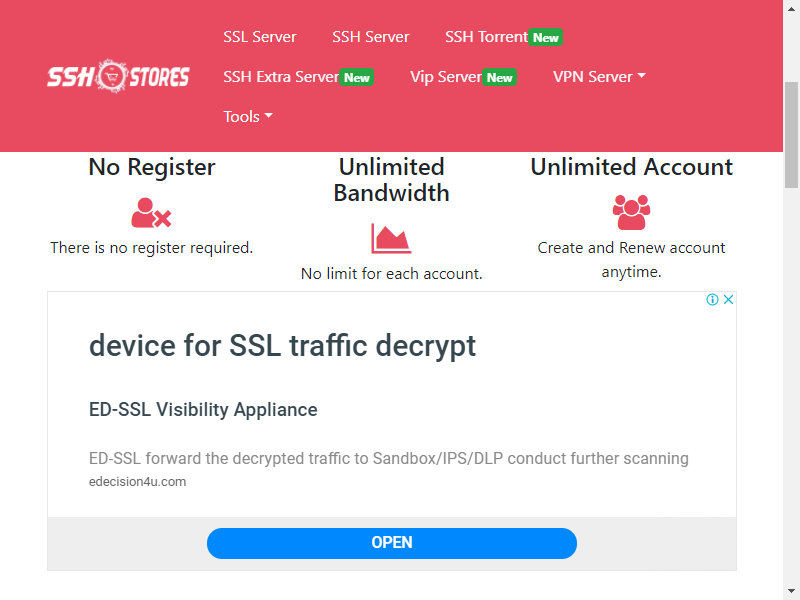 SSL Server
SSH Server
SSH Torrent New
SSH STORES
SSH Extra Server New
Vip Server New
VPN Server
Tools
No Register
There is no register required.
Unlimited
Bandwidth
No limit for each account.
Unlimited Account
Create and Renew account
anytime.
device for SSL traffic decrypt
ED-SSL Visibility Appliance
ED-SSL forward the decrypted traffic to Sandbox/IPS/DLP conduct further scanning
edecision4u.com
OPEN